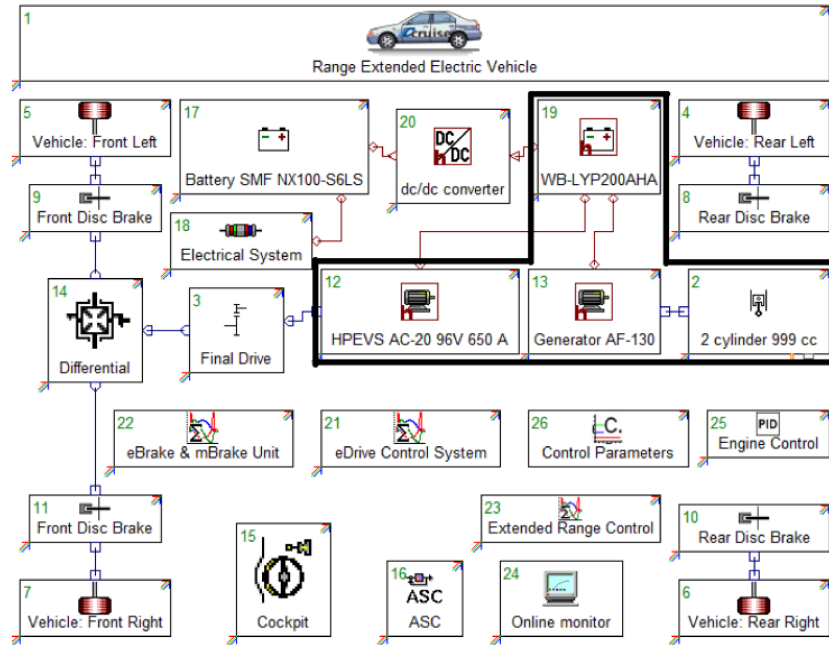 1
cruise
Range Extended Electric Vehicle
5
Vehicle: Front Left
17
Battery SMF NX100-S6LS
20
DC/DC
h
dc/dc converter
19
h
WB-LYP200AHA
4
Vehicle: Rear Left
9
Front Disc Brake
18
Electrical System
8
Rear Disc Brake
14
Differential
3
Final Drive
12
h
HPEVS AC-20 96V 650 A
13
h
Generator AF-130
2
2 cylinder 999 cc
22
eBrake & mBrake Unit
21
eDrive Control System
26
C.
Control Parameters
25
PID
Engine Control
11
Front Disc Brake
15
Cockpit
23
Extended Range Control
10
Rear Disc Brake
7
Vehicle: Front Right
16
ASC
ASC
24
Online monitor
6
Vehicle: Rear Right